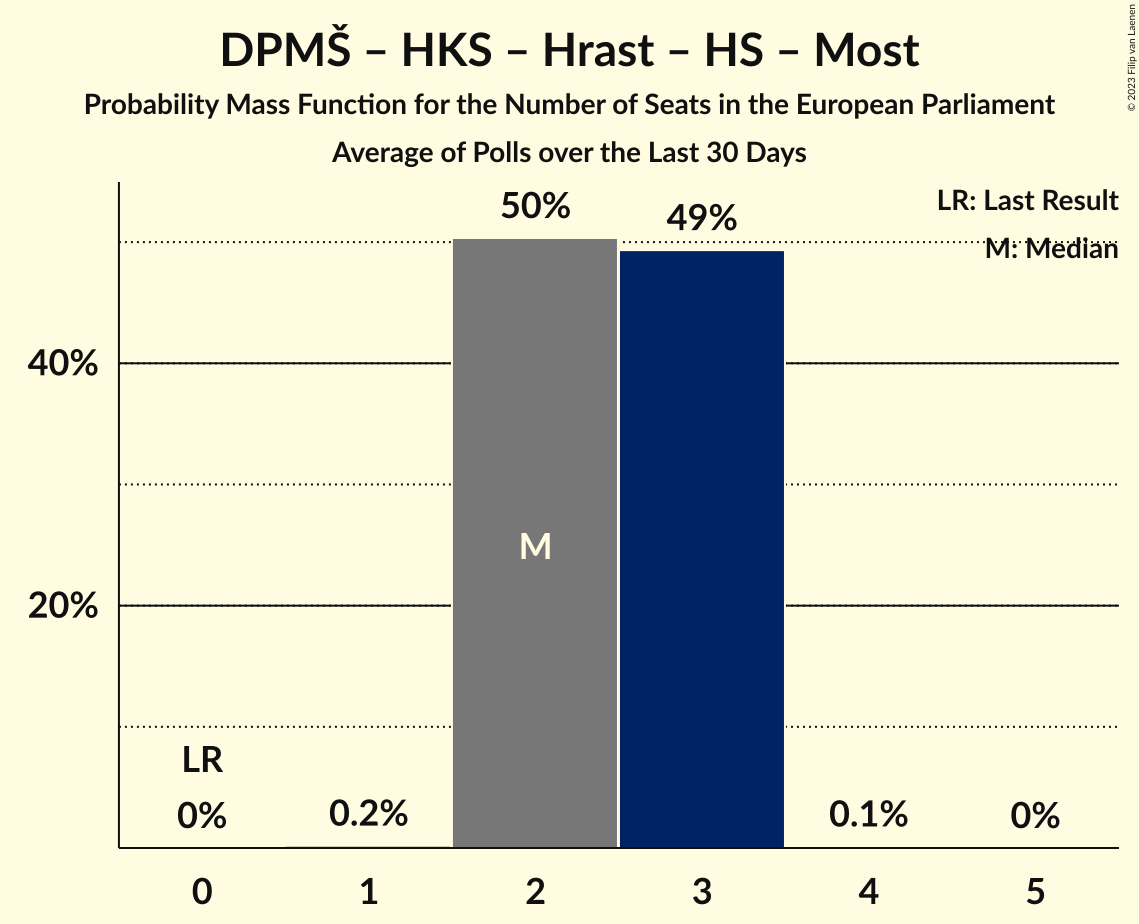 DPMŠ – HKS – Hrast – HS – Most
Probability Mass Function for the Number of Seats in the European Parliament
Average of Polls over the Last 30 Days
© 2023 Filip van Laenen
LR: Last Result
M: Median
50%
49%
40%
20%
M
LR
0%
0.2%
0.1%
0%
0
1
2
3
4
5